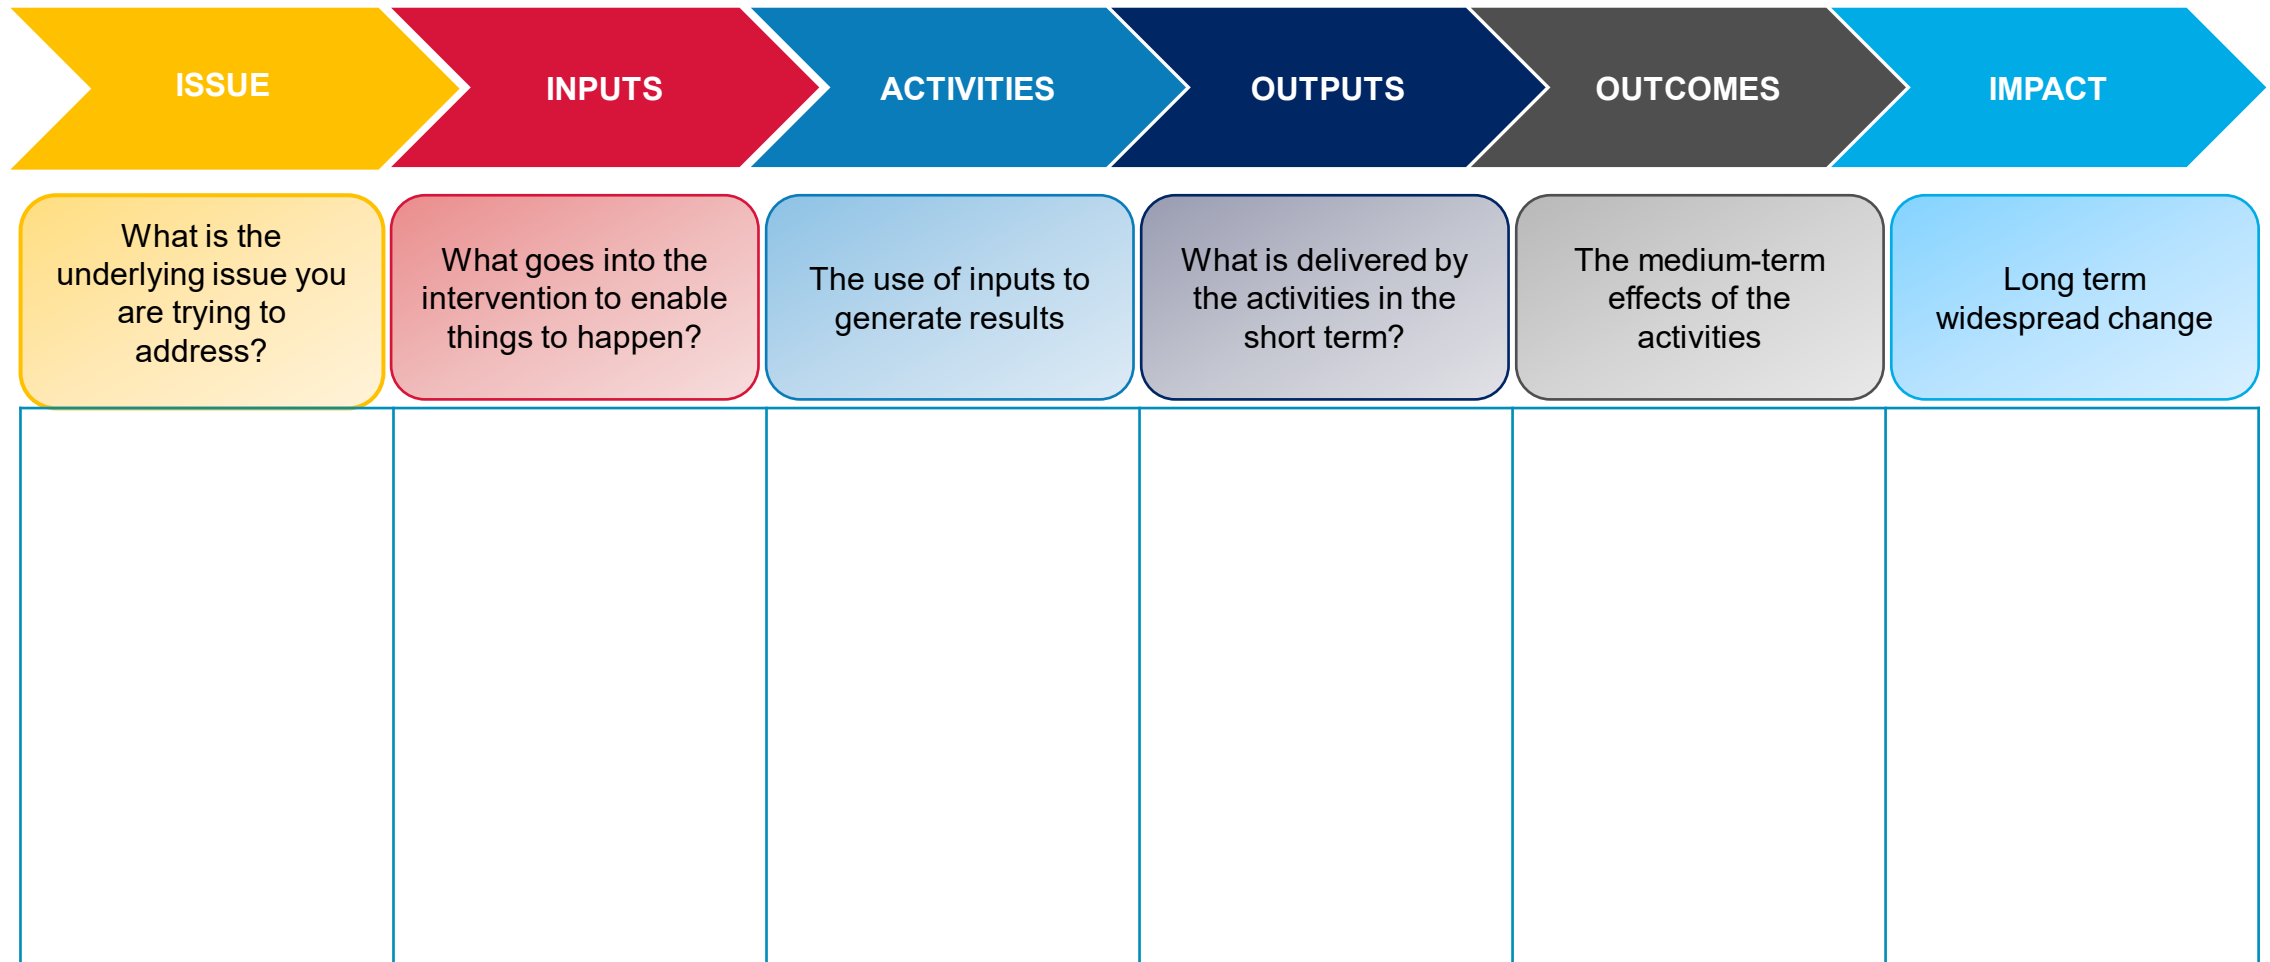 ISSUE
INPUTS
ACTIVITIES
OUTPUTS
OUTCOMES
IMPACT
What is the
underlying issue you
are trying to
address?
What goes into the
intervention to enable
things to happen?
The use of inputs to
generate results
What is delivered by
the activities in the
short term?
The medium-term
effects of the
activities
Long term
widespread change